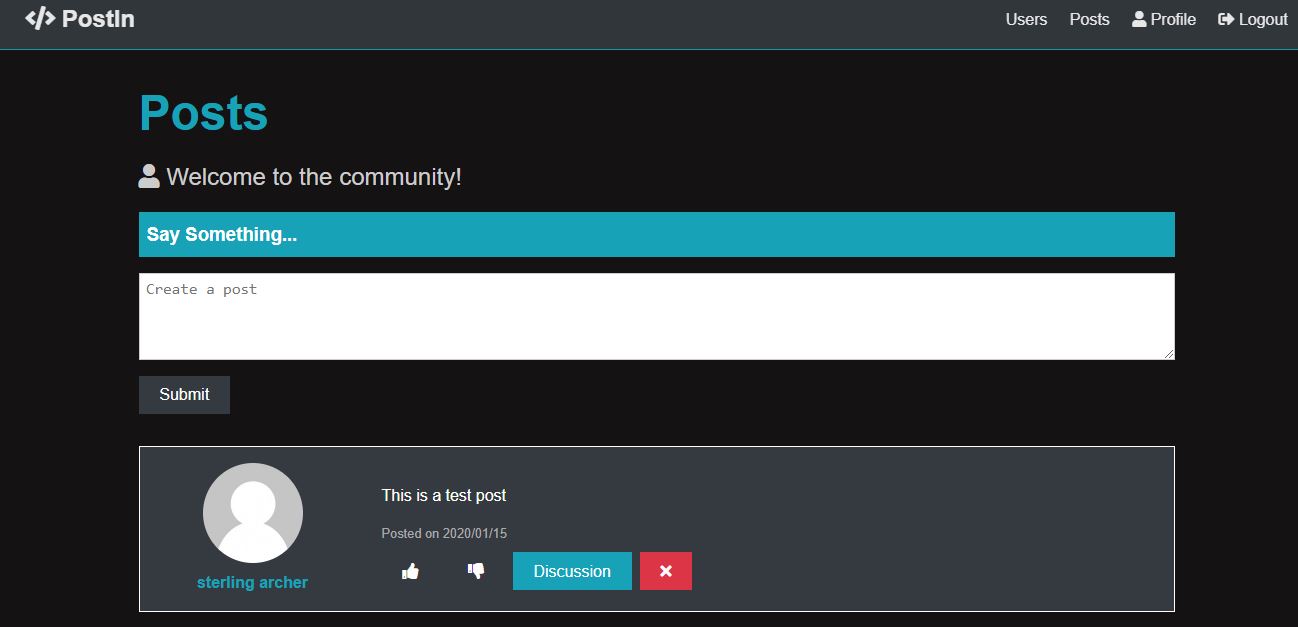 </> PostIn
Users Posts Profile Logout
Posts
Welcome to the community!
Say Something...
Create a post
Submit
This is a test post
Posted on 2020/01/15
Discussion
sterling archer